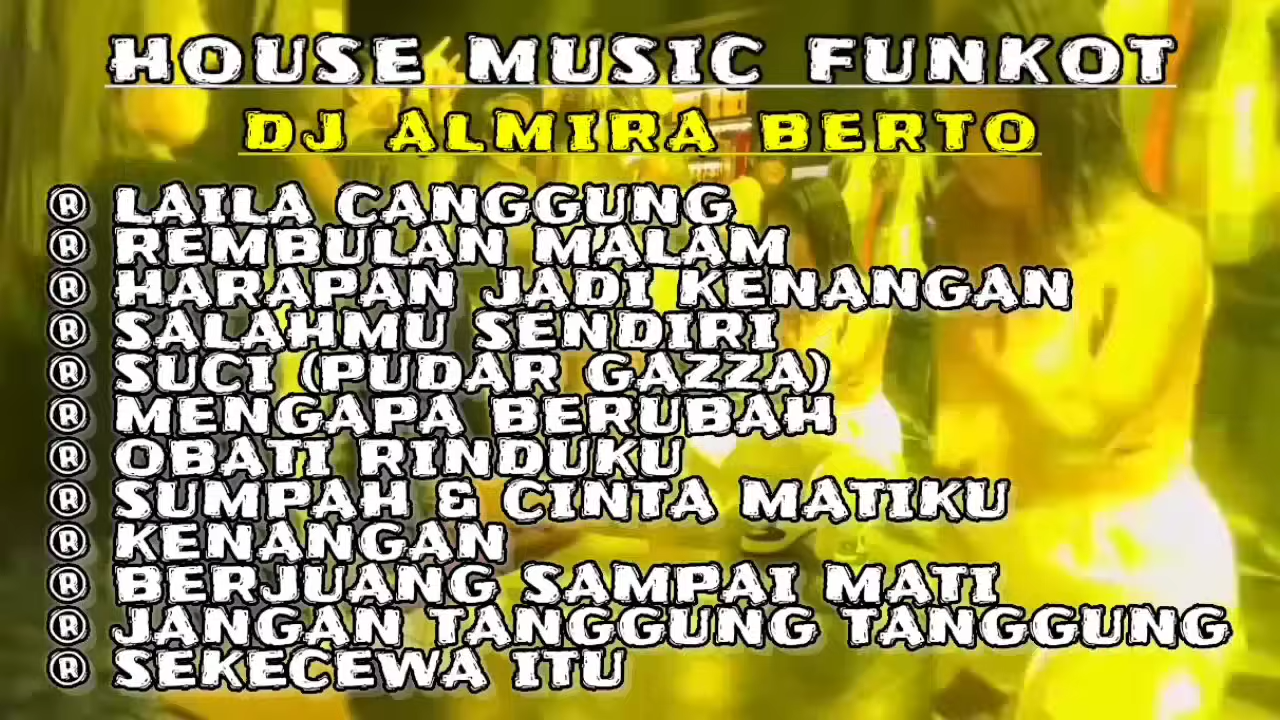 HOUSE MUSIC FUNKOT
DJ ALMIRA BERTO
® LAILA CANGGUNG
® REMBULAN MALAM
® HARAPAN JADI KENANGAN
® SALAHMU SENDIRI
® SUCI (PUDAR GAZZA)
® MENGAPA BERUBAH
® OBATI RINDUKU
® SUMPAH & CINTA MATIKU
® KENANGAN
® BERJUANG SAMPAI MATI
® JANGAN TANGGUNG TANGGUNG
® SEKECEWA ITU